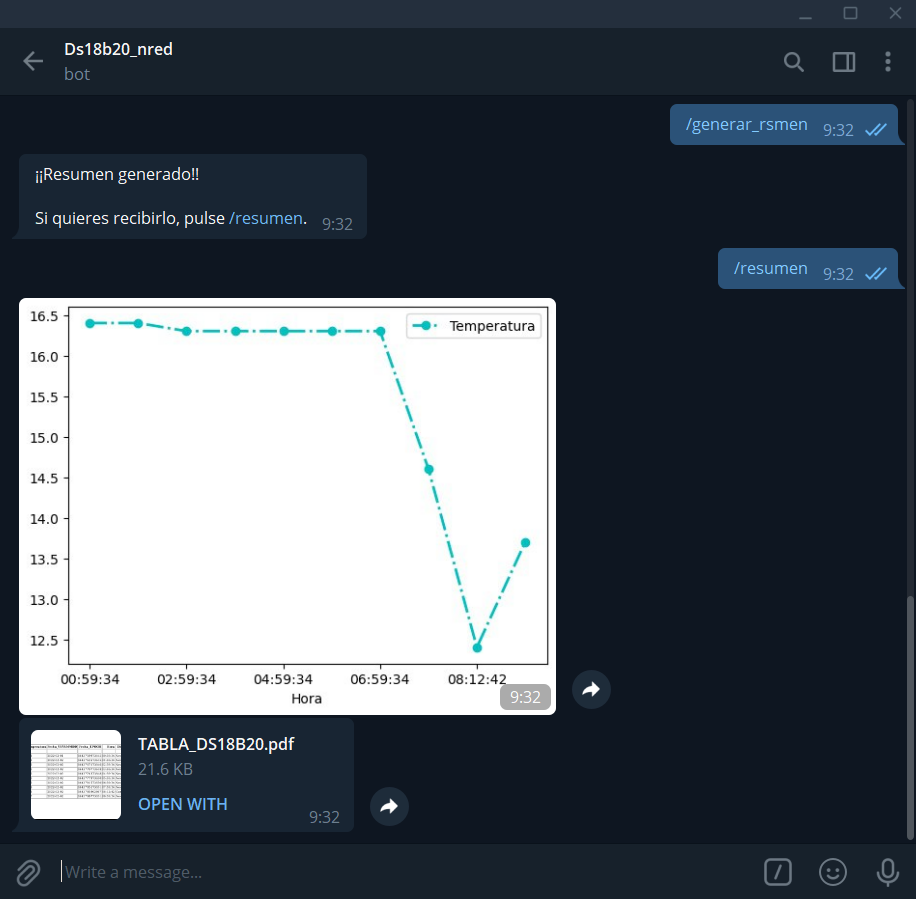 Ds18b20_nred
bot
/generar_rsmen 9:32
¡¡Resumen generado!!
Si quieres recibirlo, pulse /resumen. 9:32
/resumen 9:32
Temperatura
16.5
16.0
15.5
15.0
14.5
14.0
13.5
13.0
12.5
00:59:34 02:59:34 04:59:34 06:59:34 08:12:42
Hora
9:32
TABLA_DS18B20.pdf
21.6 KB
OPEN WITH
9:32
Write a message...